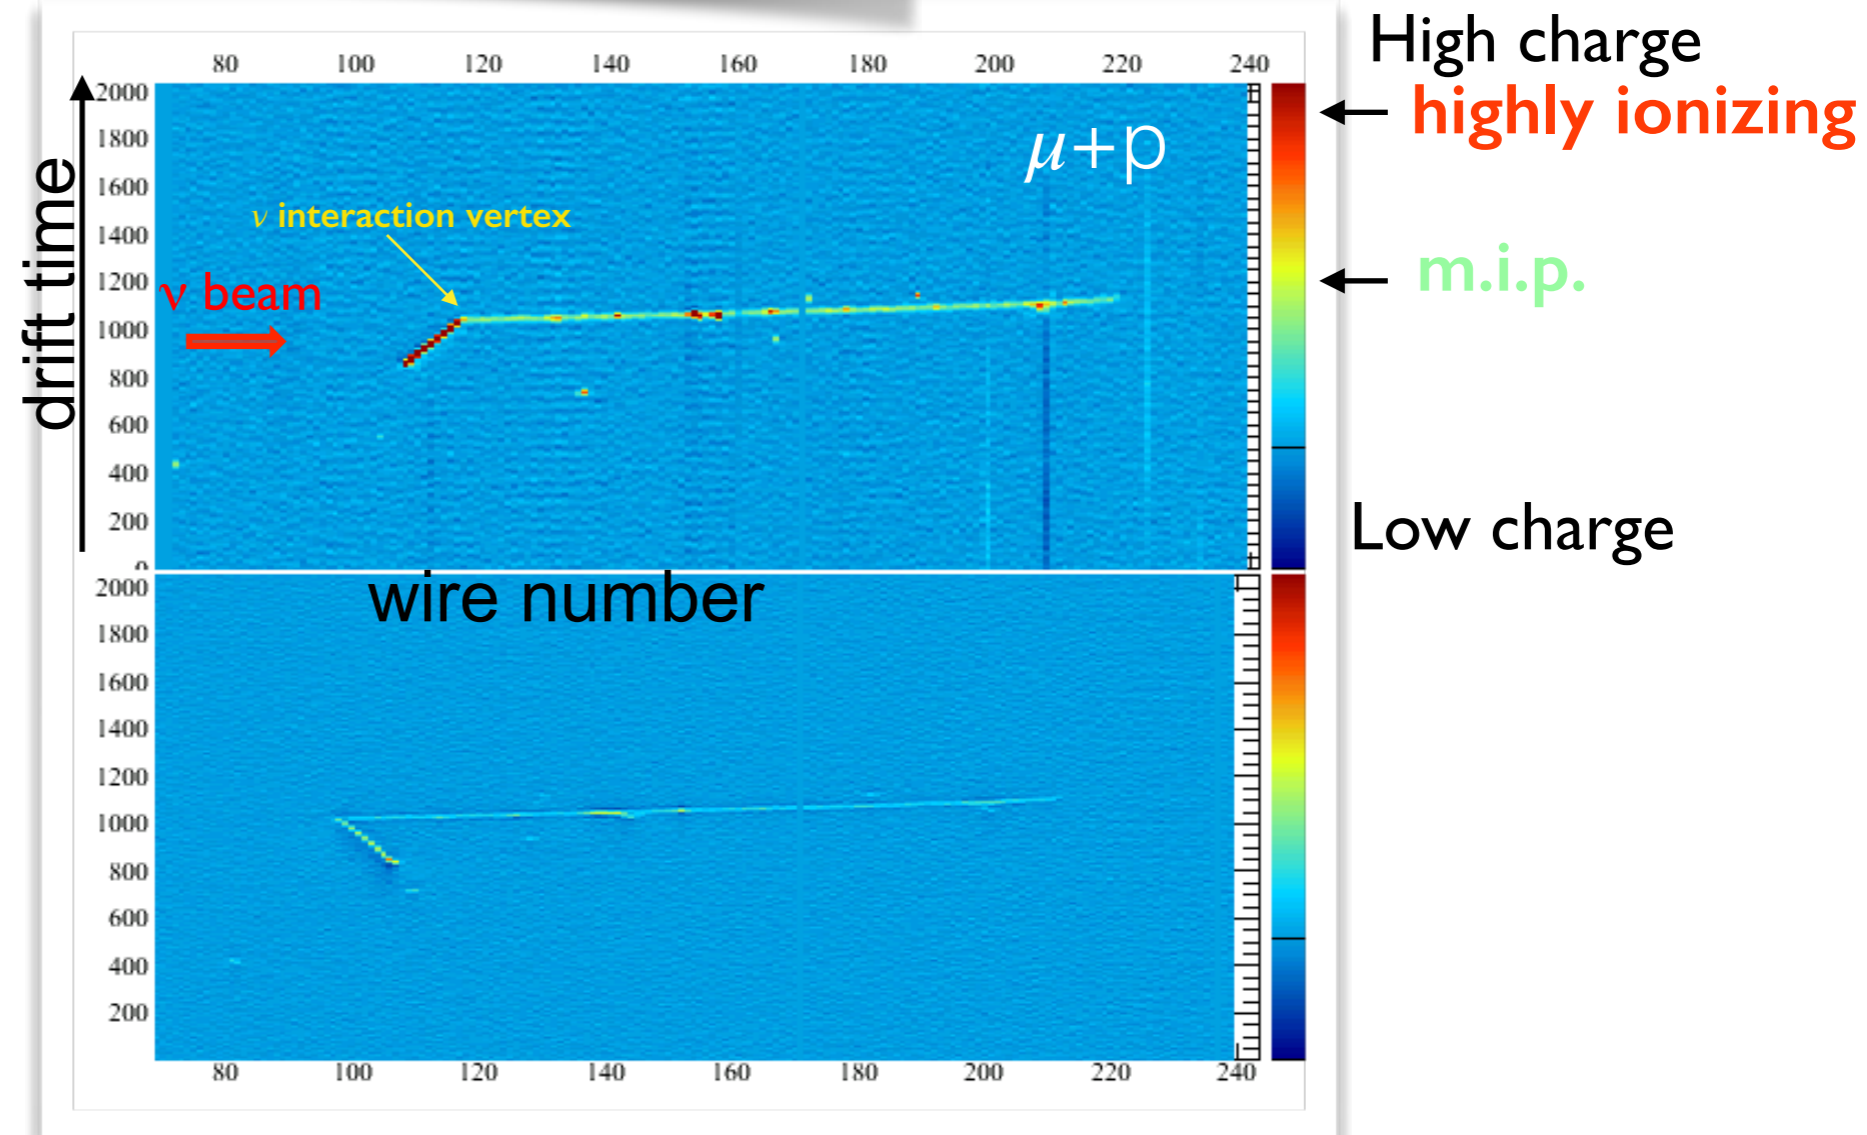 High charge
80 100 120 140 160 180 200 220 240
highly ionizing
2000
1800
μ+p
1600
ν interaction vertex
1400
m.i.p.
1200
ν beam
1000
drift time
800
600
400
200
Low charge
0
wire number
2000
1800
1600
1400
1200
1000
800
600
400
200
80 100 120 140 160 180 200 220 240